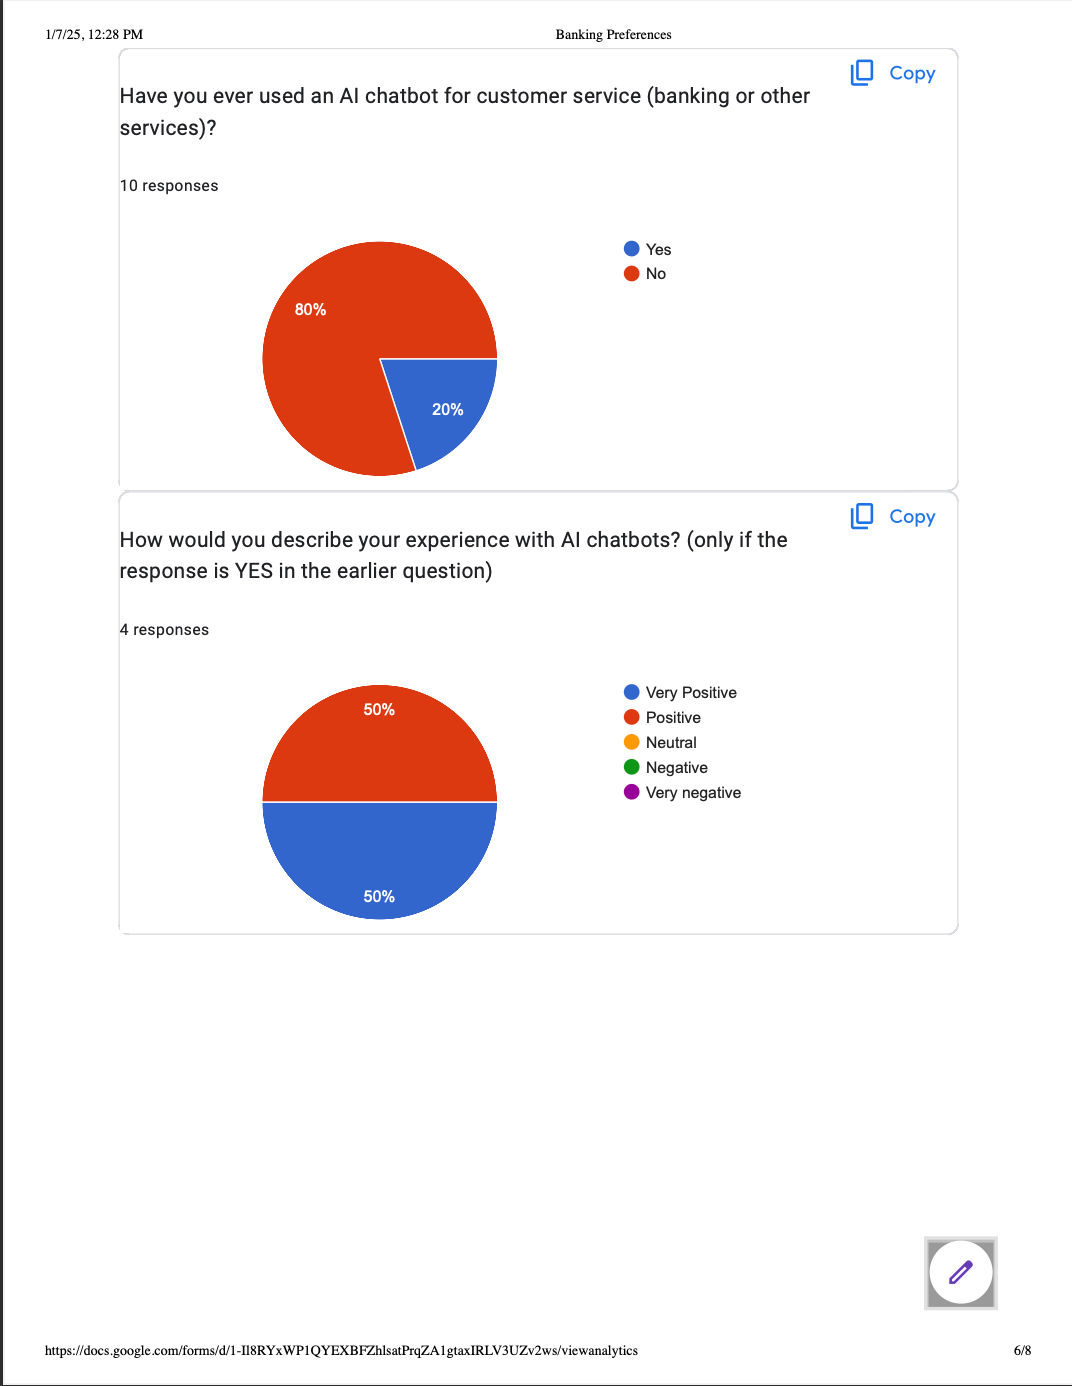 1/7/25, 12:28 PM
Banking Preferences
Copy
Have you ever used an AI chatbot for customer service (banking or other
services)?
10 responses
Yes
No
80%
20%
Copy
How would you describe your experience with AI chatbots? (only if the
response is YES in the earlier question)
4 responses
Very Positive
Positive
Neutral
Negative
Very negative
50%
50%
https://docs.google.com/forms/d/1-Il8RYxWP1QYEXBFZhlsatPrqZA1gtaxIRLV3UZv2ws/viewanalytics
6/8